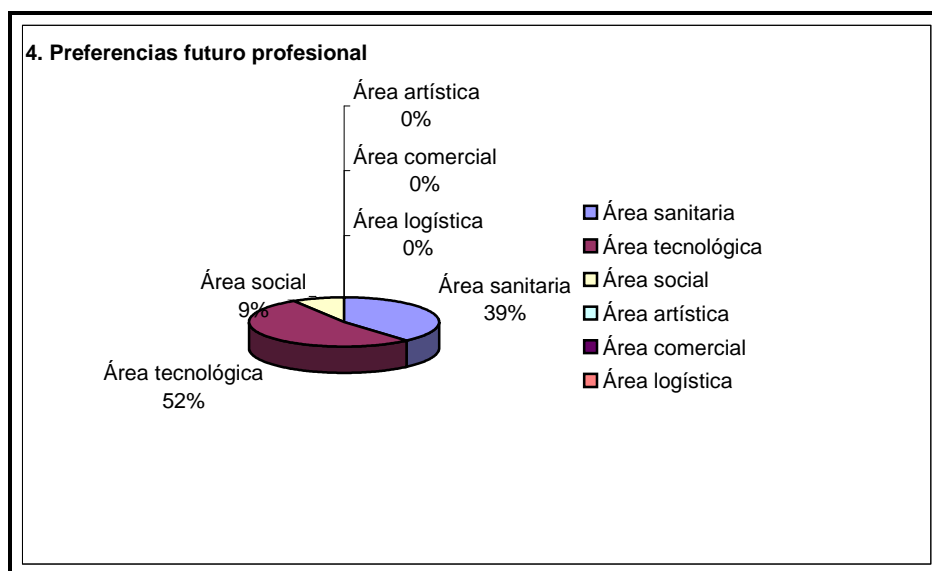 4. Preferencias futuro profesional
Área artística
0%
Área comercial
0%
Área logística
0%
Área social
9%
Área sanitaria
39%
Área tecnológica
52%
Área sanitaria
Área tecnológica
Área social
Área artística
Área comercial
Área logística